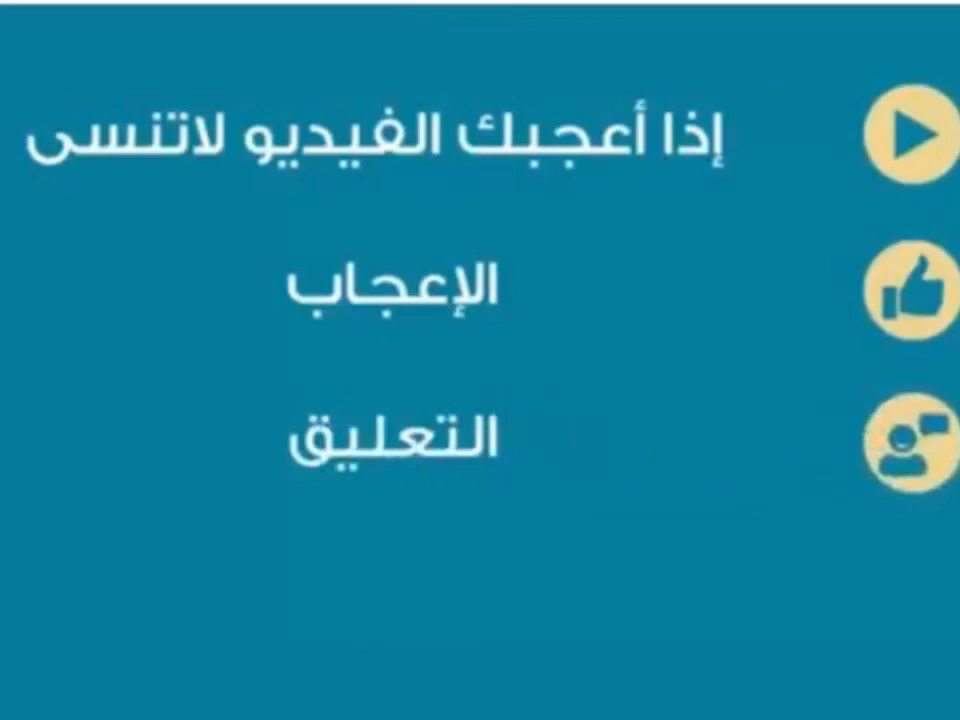 إذا أعجبك الفيديو لاتنسى
الإعجاب
التعليق